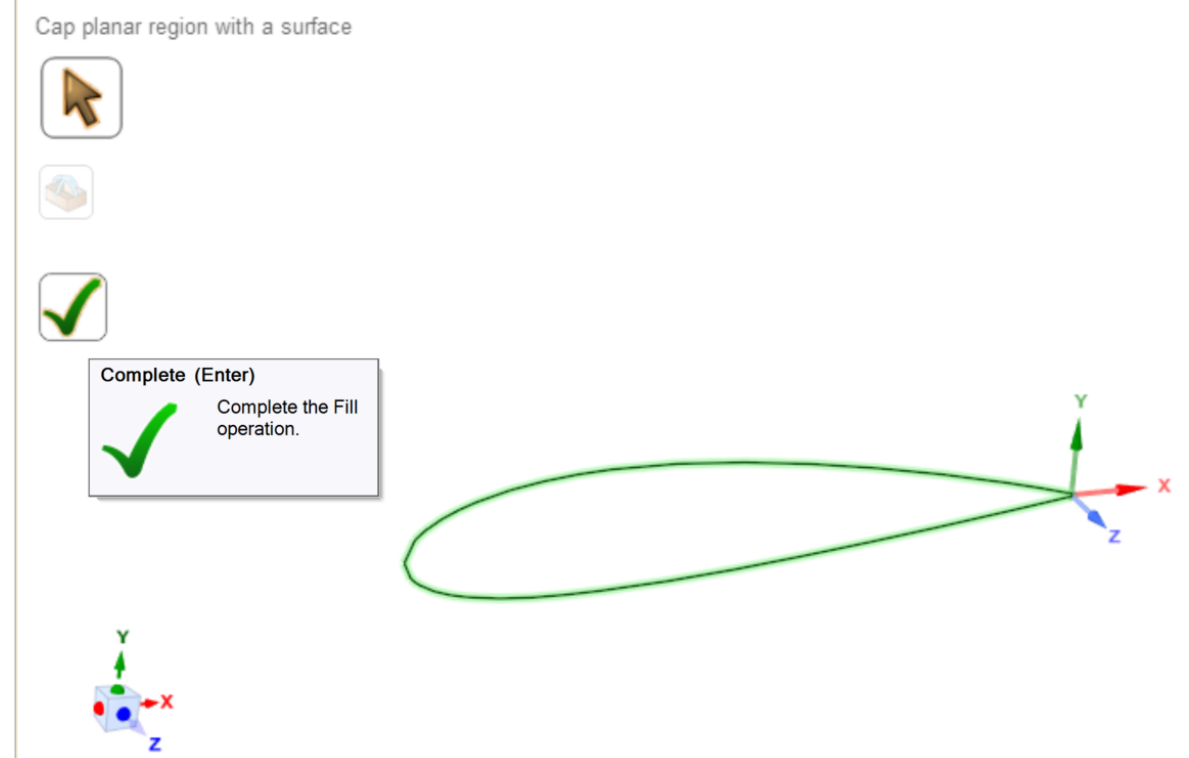 Cap planar region with a surface
Complete (Enter)
Complete the Fill
operation.
Y
X
Z
Y
X
Z